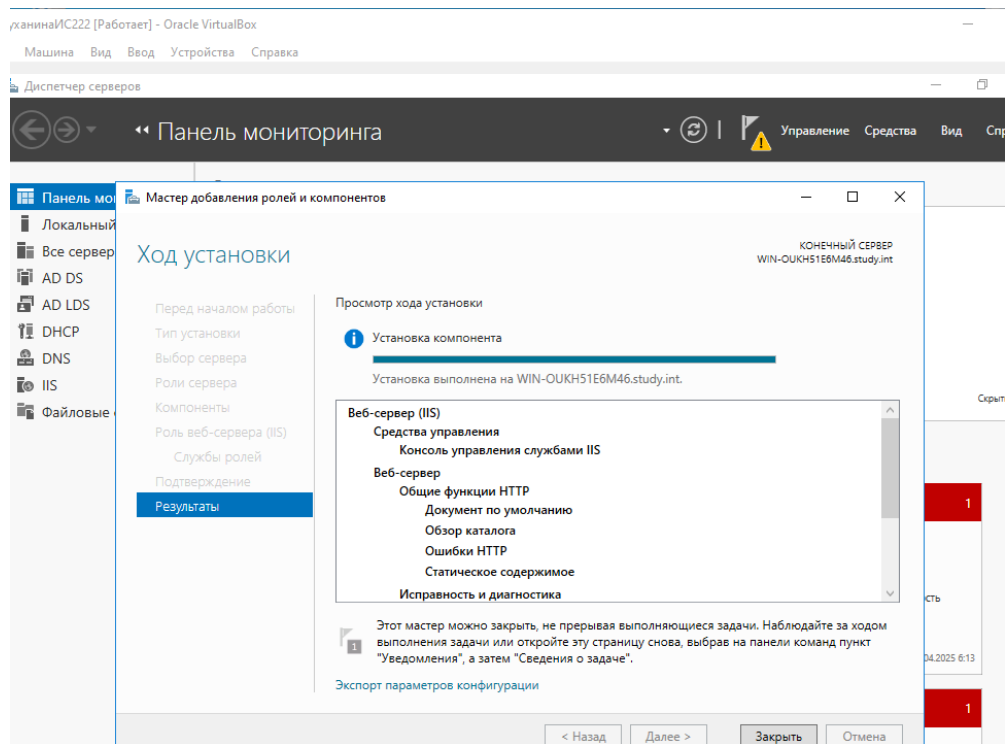 уханинаИС222 [Работает] - Oracle VirtualBox
Машина Вид Ввод Устройства Справка
Диспетчер серверов
Панель мониторинга
Управление Средства Вид Спр
Панель мо
Мастер добавления ролей и компонентов
Локальный
Все сервер
AD DS
AD LDS
DHCP
DNS
IIS
Файловые
Ход установки
КОНЕЧНЫЙ СЕРВЕР
WIN-OUKH51E6M46.study.int
Перед началом работы
Тип установки
Выбор сервера
Роли сервера
Компоненты
Роль веб-сервера (IIS)
Службы ролей
Подтверждение
Результаты
Просмотр хода установки
Установка компонента
Установка выполнена на WIN-OUKH51E6M46.study.int.
Веб-сервер (IIS)
Средства управления
Консоль управления службами IIS
Веб-сервер
Общие функции HTTP
Документ по умолчанию
Обзор каталога
Ошибки HTTP
Статическое содержимое
Исправность и диагностика
1
Этот мастер можно закрыть, не прерывая выполняющиеся задачи. Наблюдайте за ходом
выполнения задачи или откройте эту страницу снова, выбрав на панели команд пункт
"Уведомления", а затем "Сведения о задаче".
Экспорт параметров конфигурации
< Назад Далее > Закрыть Отмена
Скрыт
1
сть
04.2025 6:13
1